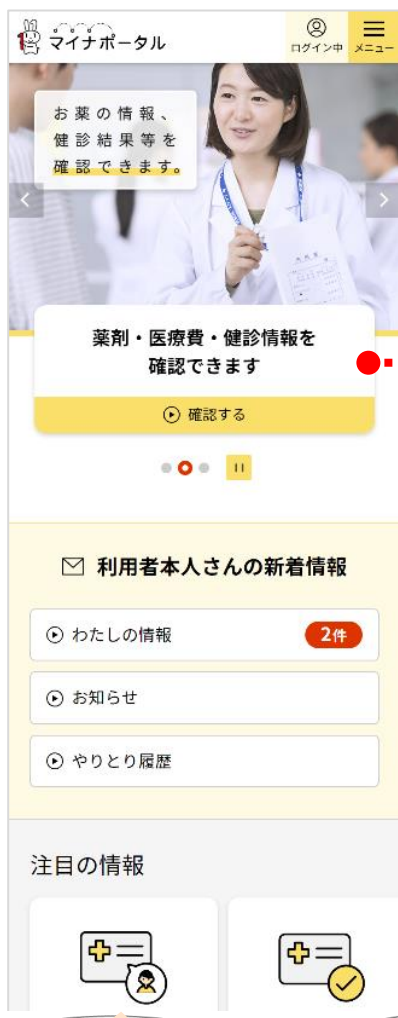 マイナポータル
ログイン中
メニュー
お薬の情報、
健診結果等を
確認できます。
薬剤・医療費・健診情報を
確認できます
確認する
利用者本人さんの新着情報
わたしの情報
2件
お知らせ
やりとり履歴
注目の情報